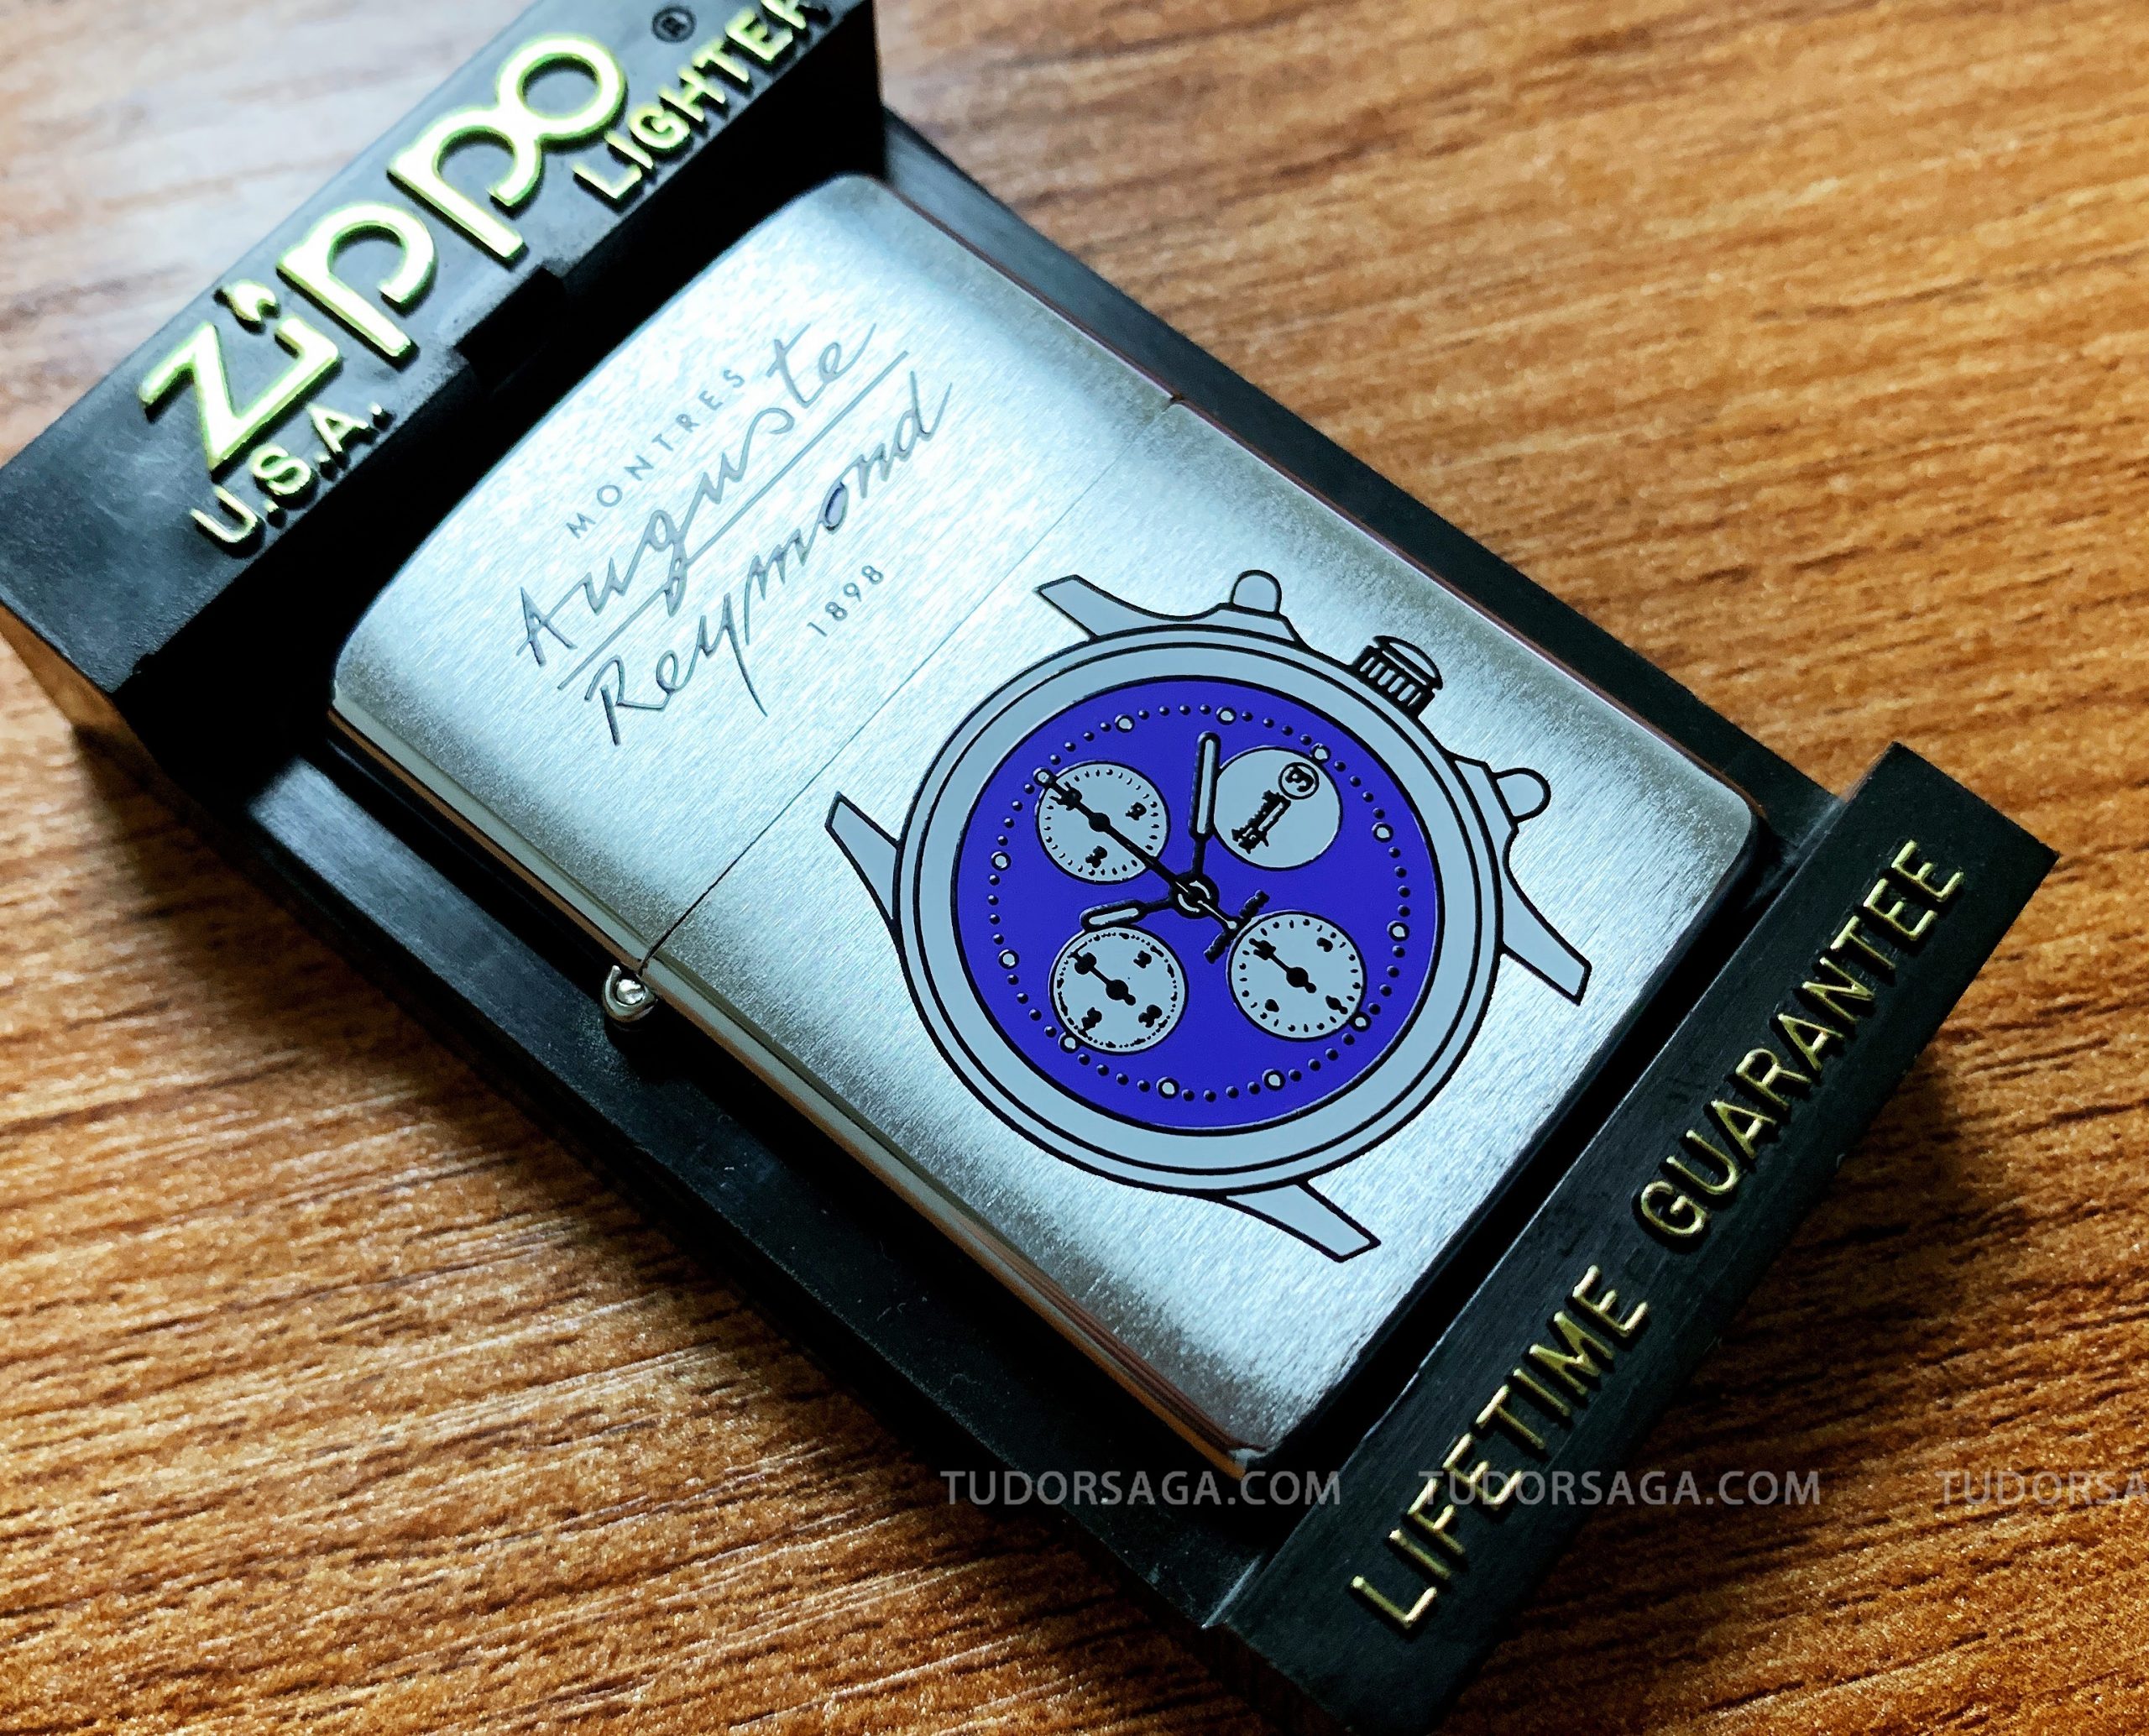 Zippo®
U.S.A. LIGHTER
MONTRES
Auguste
Reymond
1898
LIFETIME GUARANTEE
TUDORSAGA.COM TUDORSAGA.COM TUDORSA